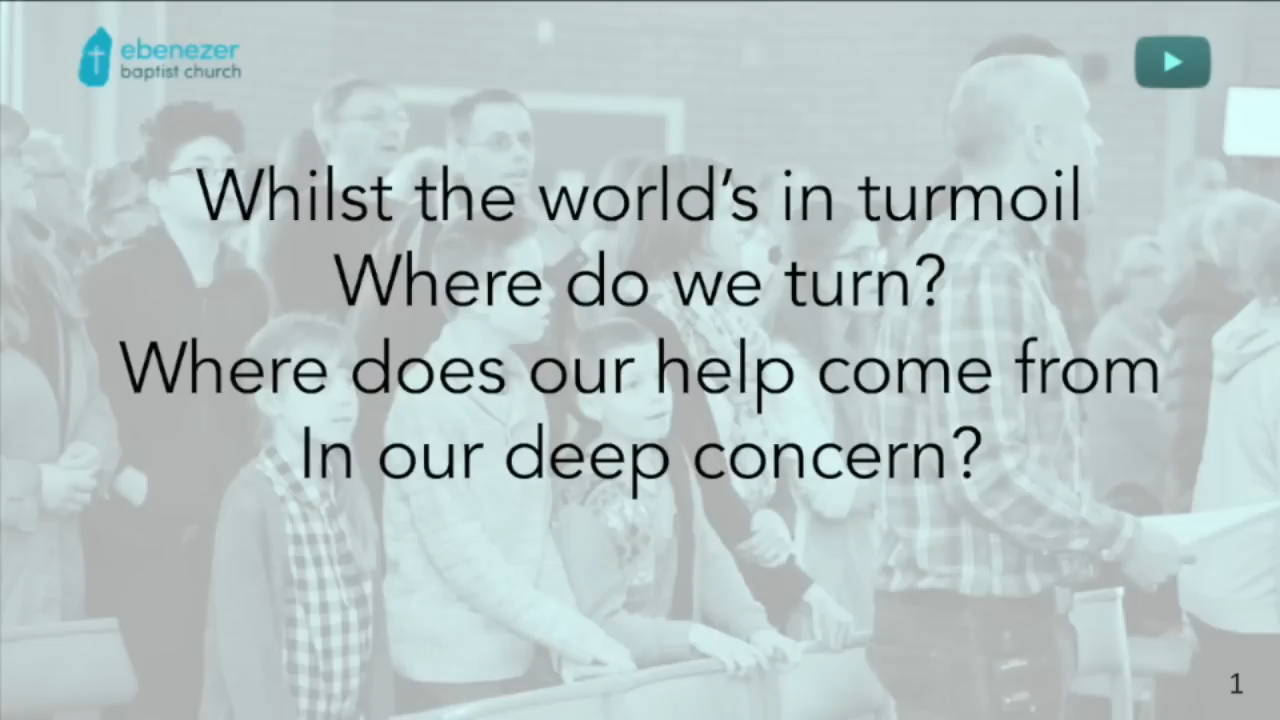 ebenezer
baptist church
Whilst the world’s in turmoil
Where do we turn?
Where does our help come from
In our deep concern?
1